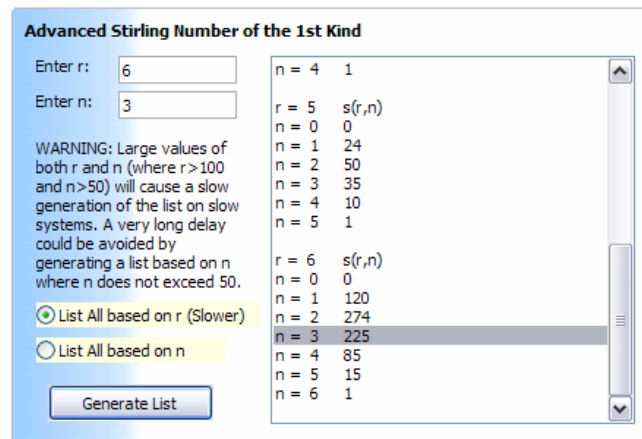 Advanced Stirling Number of the 1st Kind
Enter r: 6
Enter n: 3
WARNING: Large values of
both r and n (where r>100
and n>50) will cause a slow
generation of the list on slow
systems. A very long delay
could be avoided by
generating a list based on n
where n does not exceed 50.
List All based on r (Slower)
List All based on n
Generate List
n = 4 1
r = 5 s(r,n)
n = 0 0
n = 1 24
n = 2 50
n = 3 35
n = 4 10
n = 5 1
r = 6 s(r,n)
n = 0 0
n = 1 120
n = 2 274
n = 3 225
n = 4 85
n = 5 15
n = 6 1